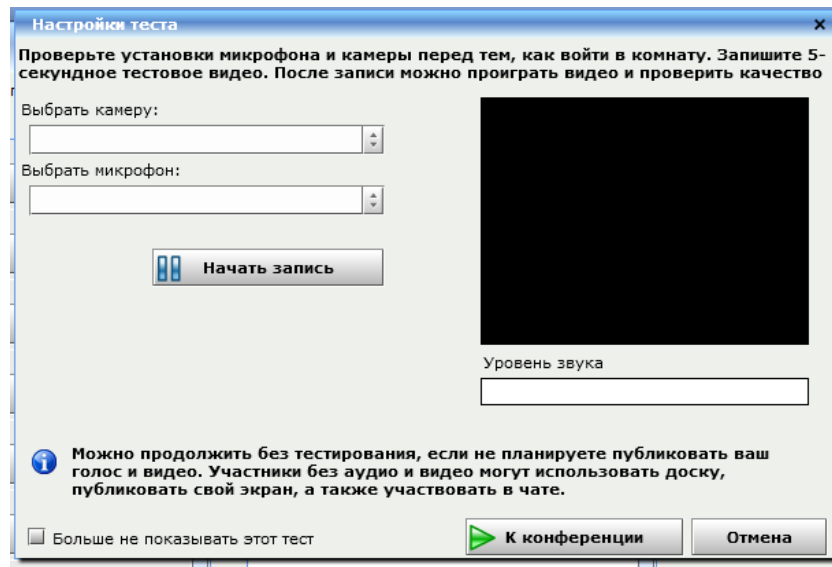 Настройки теста
Проверьте установки микрофона и камеры перед тем, как войти в комнату. Запишите 5-
секундное тестовое видео. После записи можно проиграть видео и проверить качество
Выбрать камеру:
Выбрать микрофон:
Начать запись
Уровень звука
Можно продолжить без тестирования, если не планируете публиковать ваш
голос и видео. Участники без аудио и видео могут использовать доску,
публиковать свой экран, а также участвовать в чате.
Больше не показывать этот тест
К конференции
Отмена